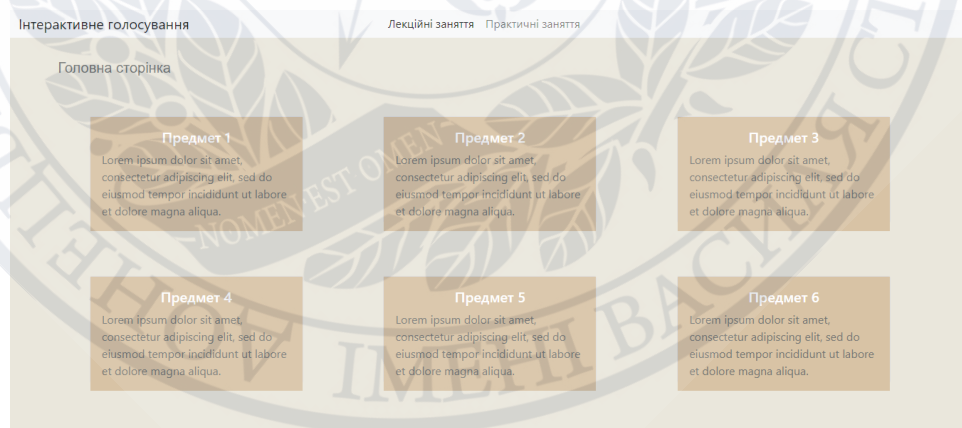 Інтерактивне голосування
Лекційні заняття Практичні заняття
Головна сторінка
Предмет 1
Lorem ipsum dolor sit amet,
consectetur adipiscing elit, sed do
eiusmod tempor incididunt ut labore
et dolore magna aliqua.
Предмет 2
Lorem ipsum dolor sit amet,
consectetur adipiscing elit, sed do
eiusmod tempor incididunt ut labore
et dolore magna aliqua.
Предмет 3
Lorem ipsum dolor sit amet,
consectetur adipiscing elit, sed do
eiusmod tempor incididunt ut labore
et dolore magna aliqua.
Предмет 4
Lorem ipsum dolor sit amet,
consectetur adipiscing elit, sed do
eiusmod tempor incididunt ut labore
et dolore magna aliqua.
Предмет 5
Lorem ipsum dolor sit amet,
consectetur adipiscing elit, sed do
eiusmod tempor incididunt ut labore
et dolore magna aliqua.
Предмет 6
Lorem ipsum dolor sit amet,
consectetur adipiscing elit, sed do
eiusmod tempor incididunt ut labore
et dolore magna aliqua.
NOMEN EST OMEN
ІМЕНІ